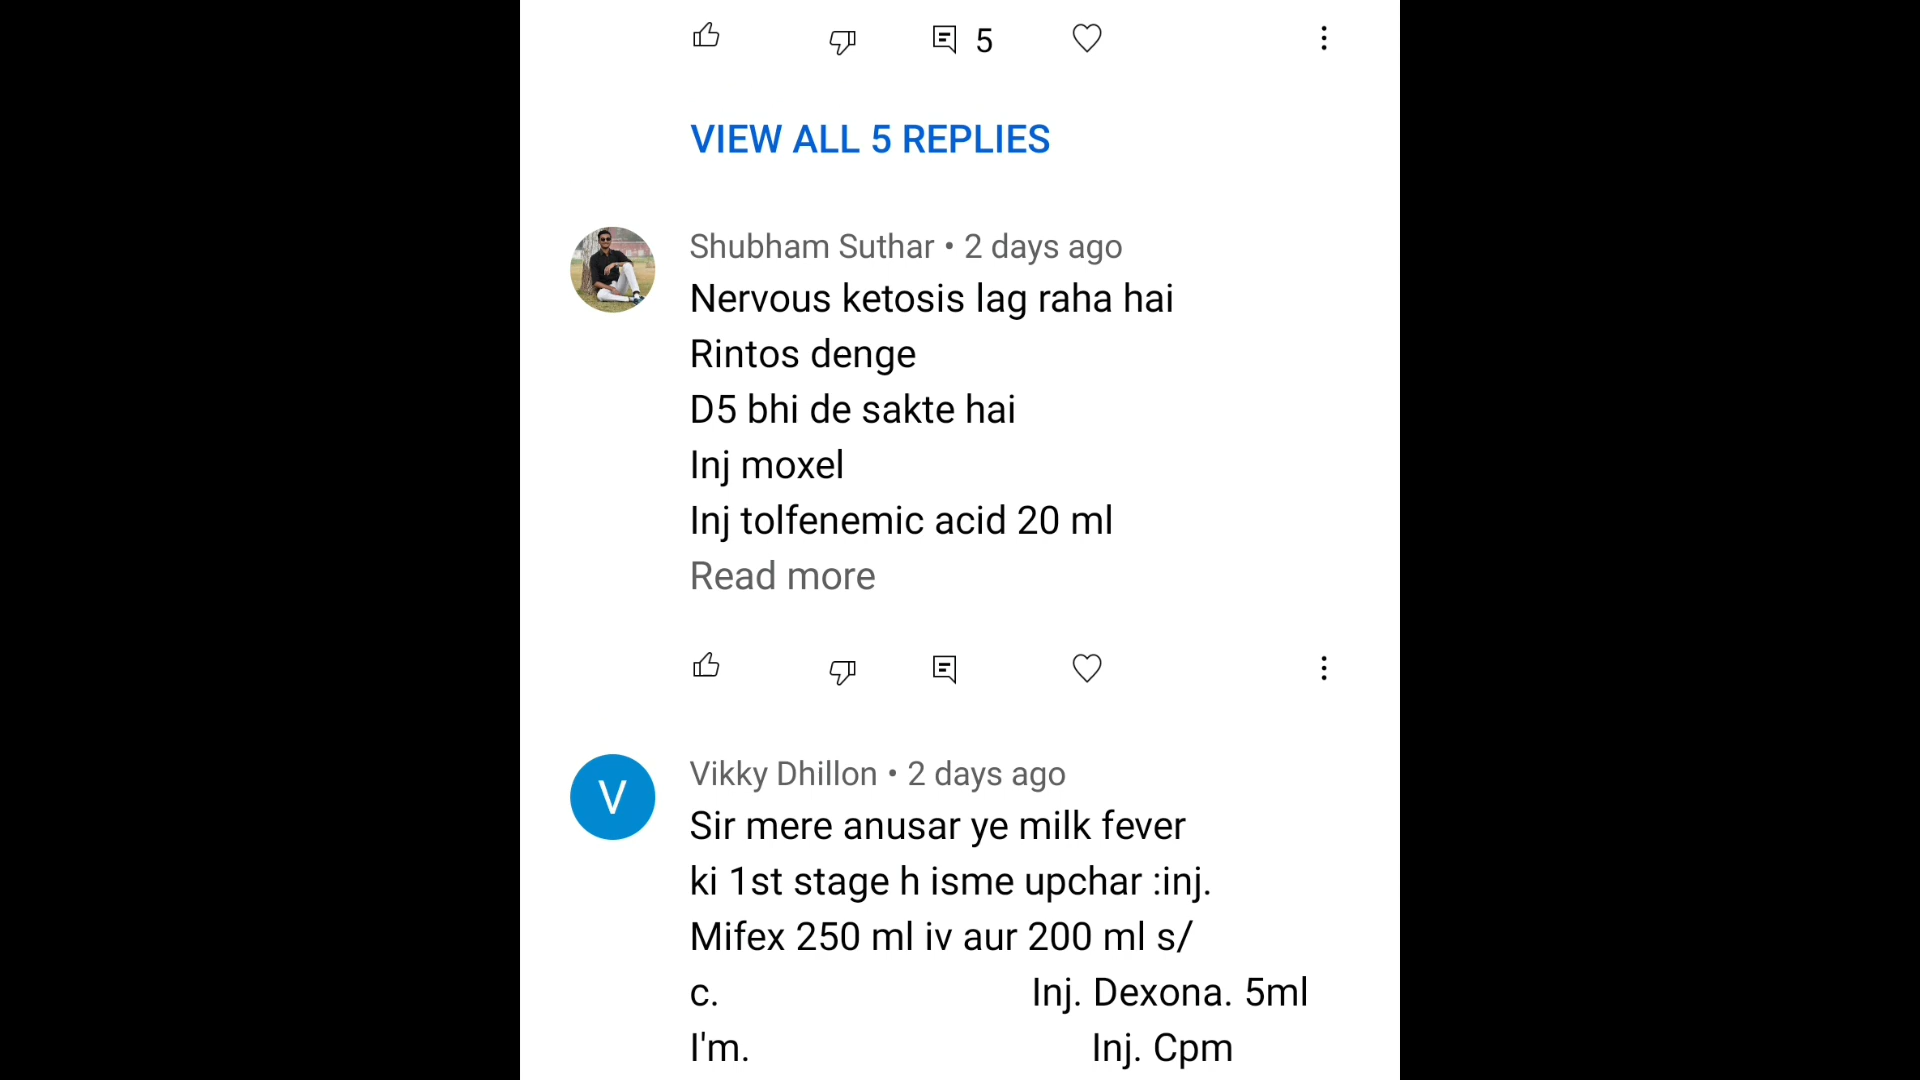 5
VIEW ALL 5 REPLIES
Shubham Suthar • 2 days ago
Nervous ketosis lag raha hai
Rintos denge
D5 bhi de sakte hai
Inj moxel
Inj tolfenemic acid 20 ml
Read more
V
Vikky Dhillon • 2 days ago
Sir mere anusar ye milk fever
ki 1st stage h isme upchar :inj.
Mifex 250 ml iv aur 200 ml s/
c. Inj. Dexona. 5ml
I'm. Inj. Cpm